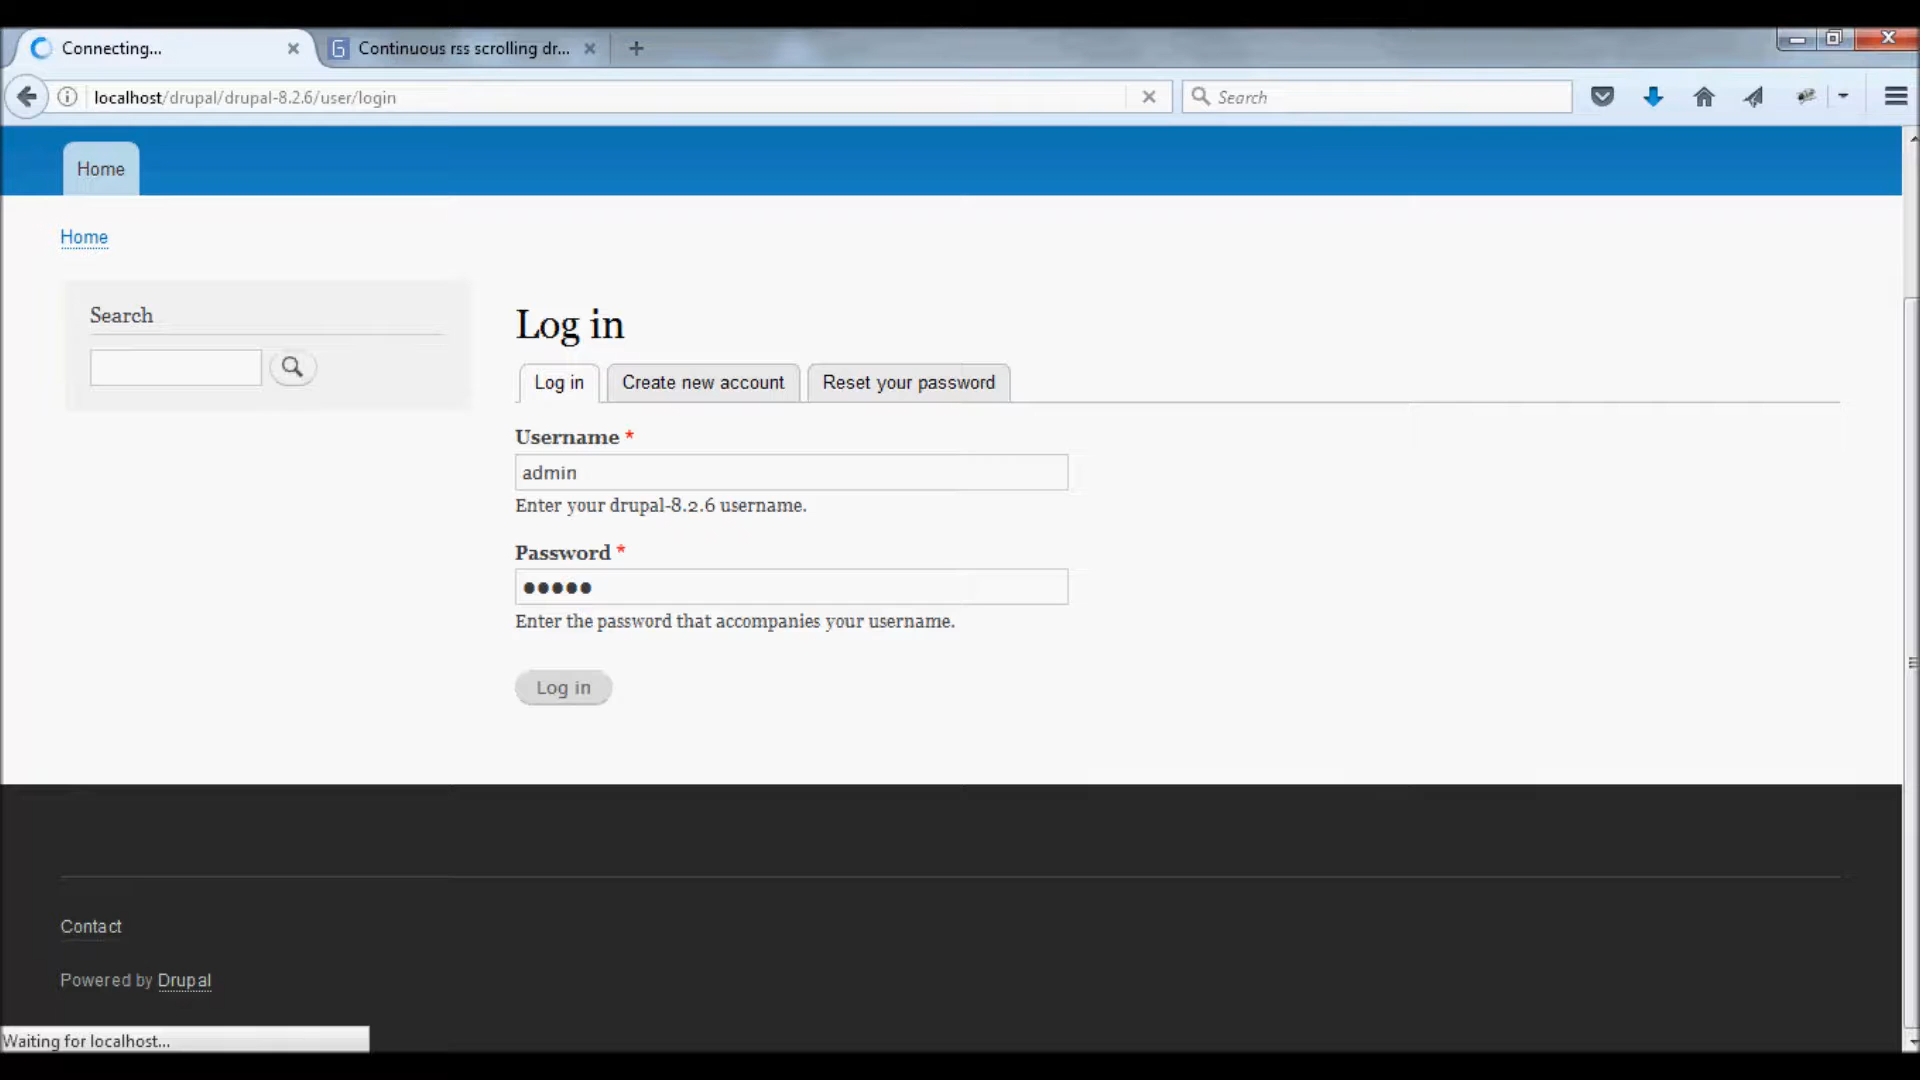 Connecting...
Continuous rss scrolling dr...
localhost/drupal/drupal-8.2.6/user/login
Search
Home
Home
Search
Log in
Log in
Create new account
Reset your password
Username *
admin
Enter your drupal-8.2.6 username.
Password *
●●●●●
Enter the password that accompanies your username.
Log in
Contact
Powered by Drupal
Waiting for localhost...